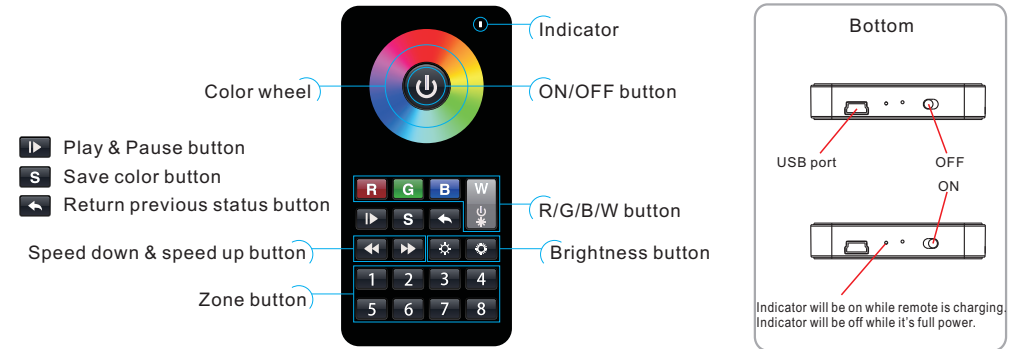 Indicator
Color wheel
ON/OFF button
Play & Pause button
S Save color button
Return previous status button
R G B W
S
R/G/B/W button
Speed down & speed up button
Brightness button
Zone button
1 2 3 4
5 6 7 8
Bottom
USB port
OFF
ON
Indicator will be on while remote is charging.
Indicator will be off while it's full power.